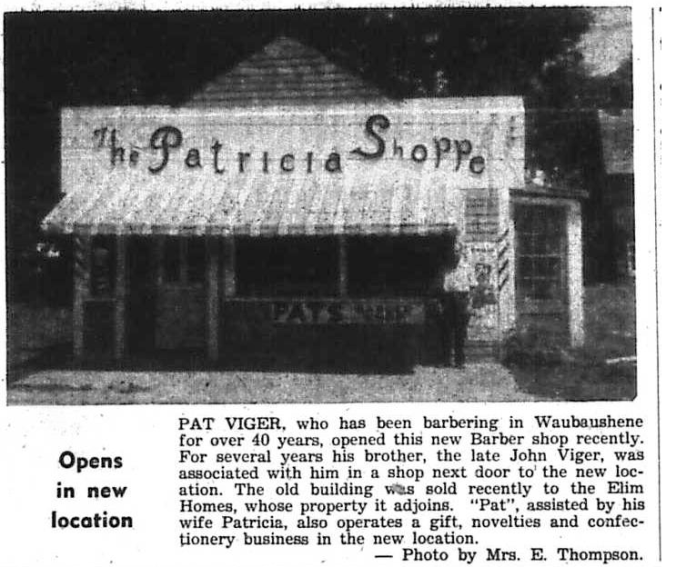 The Patricia Shoppe
PAT'S
Opens
in new
location
PAT VIGER, who has been barbering in Waubaushene
for over 40 years, opened this new Barber shop recently.
For several years his brother, the late John Viger, was
associated with him in a shop next door to the new loc-
ation. The old building was sold recently to the Elim
Homes, whose property it adjoins. "Pat", assisted by his
wife Patricia, also operates a gift, novelties and confec-
tionery business in the new location.
— Photo by Mrs. E. Thompson.